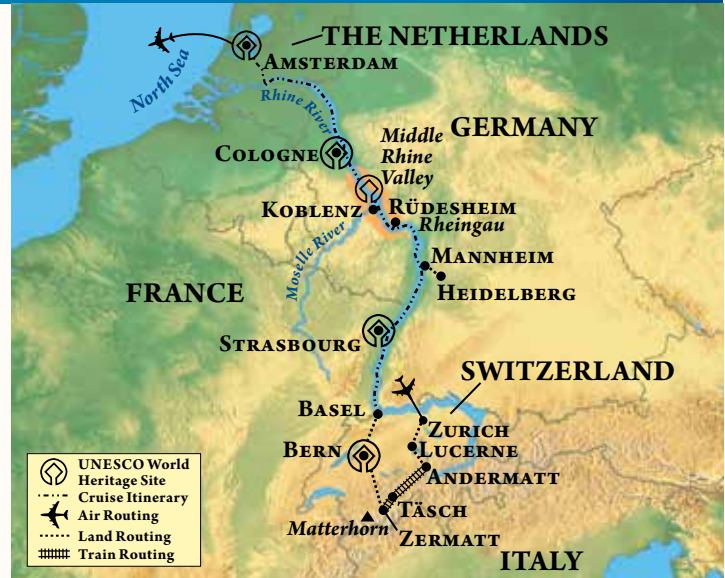 THE NETHERLANDS
AMSTERDAM
North Sea
Rhine River
GERMANY
Middle
Rhine
Valley
COLOGNE
KOBLENZ
RÜDESHEIM
Rheingau
Moselle River
MANNHEIM
HEIDELBERG
FRANCE
STRASBOURG
SWITZERLAND
BASEL
ZURICH
BERN
LUCERNE
ANDERMATT
TÄSCH
Matterhorn
ZERMATT
ITALY
UNESCO World
Heritage Site
Cruise Itinerary
Air Routing
Land Routing
Train Routing